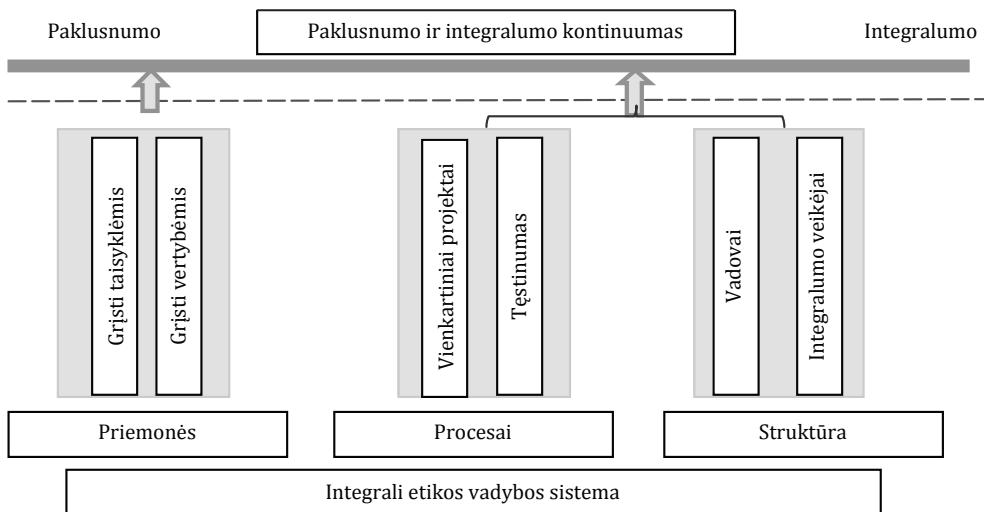 Paklusnumo
Paklusnumo ir integralumo kontinuumas
Integralumo
Grįsti taisyklėmis
Grįsti vertybėmis
Vienkartiniai projektai
Tęstinumas
Vadovai
Integralumo veikėjai
Priemonės
Procesai
Struktūra
Integrali etikos vadybos sistema